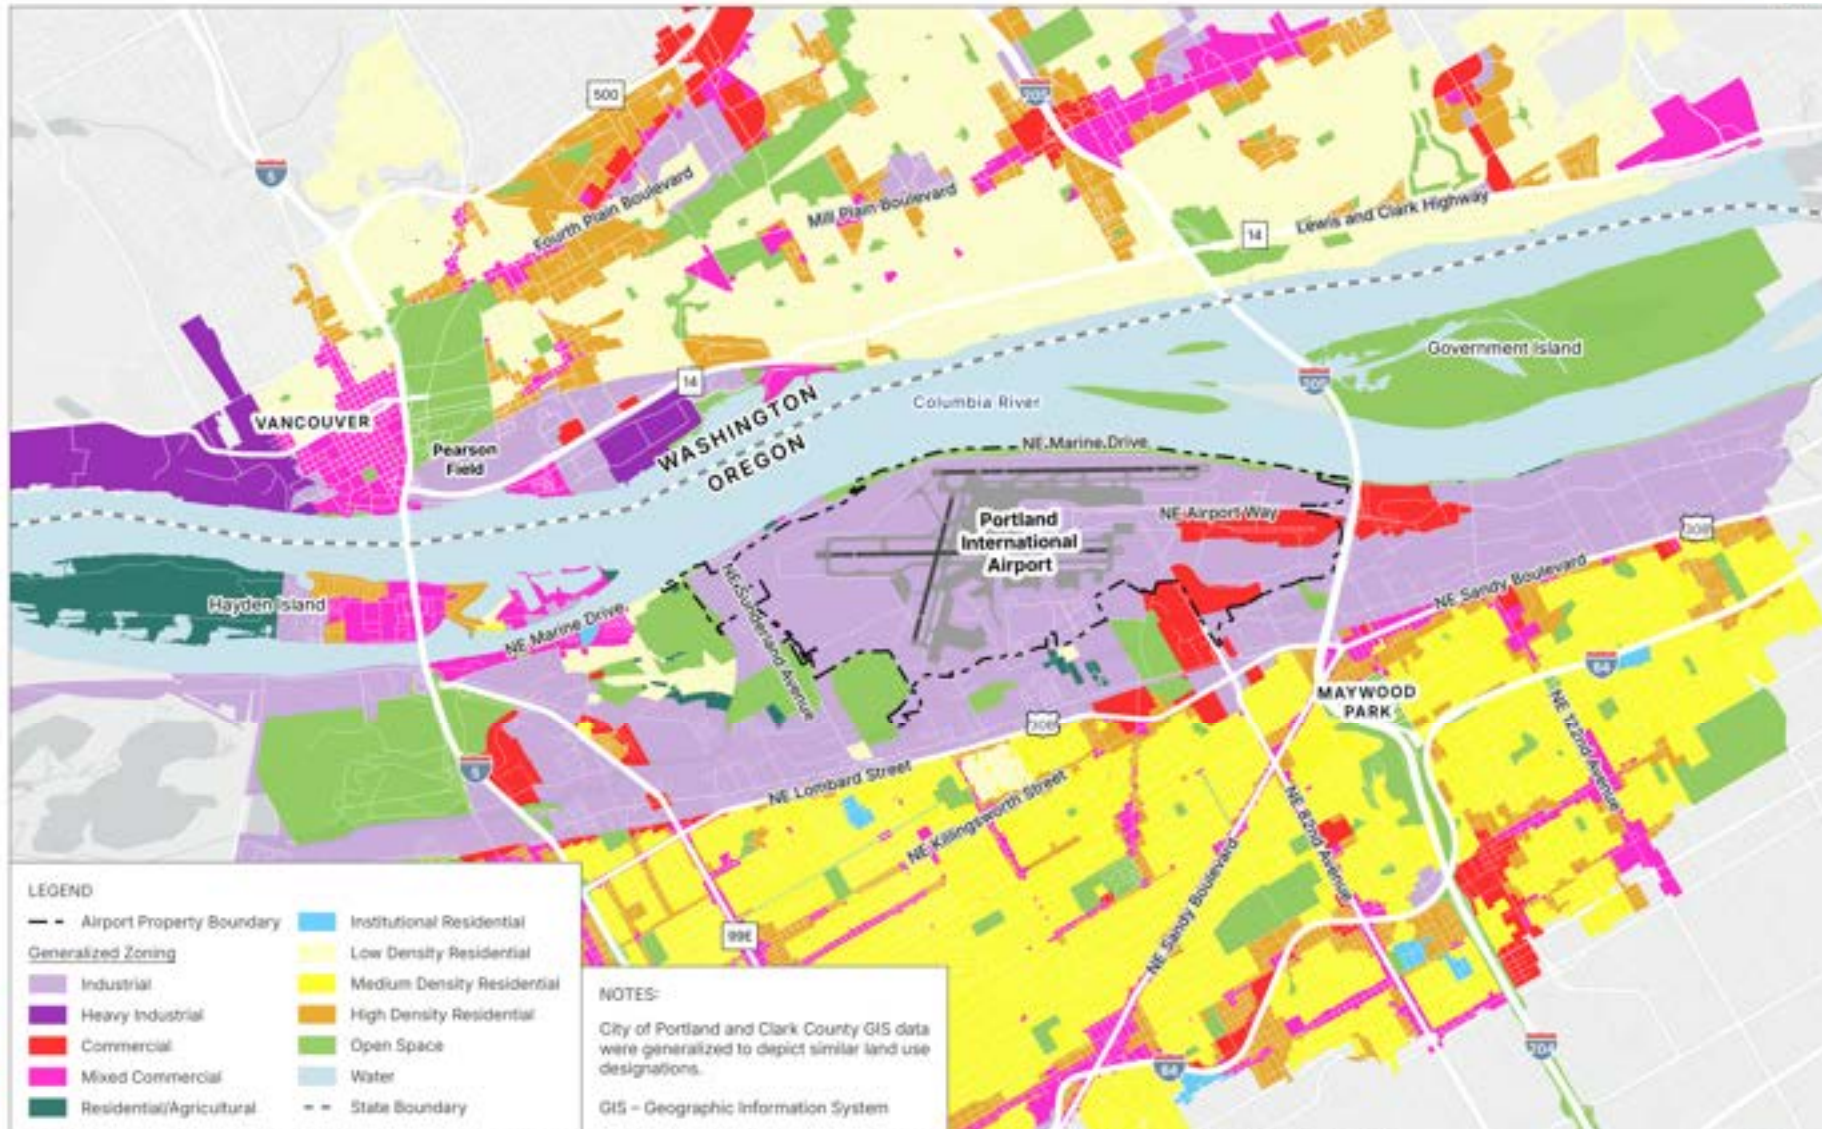 500
205
5
Fourth Plain Boulevard
Mill Plain Boulevard
Lewis and Clark Highway
14
Government Island
205
14
VANCOUVER
Pearson
Field
WASHINGTON
OREGON
Columbia River
NE Marine Drive
NE Airport Way
Portland
International
Airport
30B
Hayden Island
NE Marine Drive
NE Sunderland Avenue
NE Sandy Boulevard
84
MAYWOOD
PARK
30B
NE 122nd Avenue
5
NE Lombard Street
NE Killingsworth Street
NE 82nd Avenue
NE Sandy Boulevard
99E
84
LEGEND
Airport Property Boundary
Generalized Zoning
Industrial
Heavy Industrial
Commercial
Mixed Commercial
Residential/Agricultural
Institutional Residential
Low Density Residential
Medium Density Residential
High Density Residential
Open Space
Water
State Boundary
NOTES:
City of Portland and Clark County GIS data
were generalized to depict similar land use
designations.
GIS – Geographic Information System